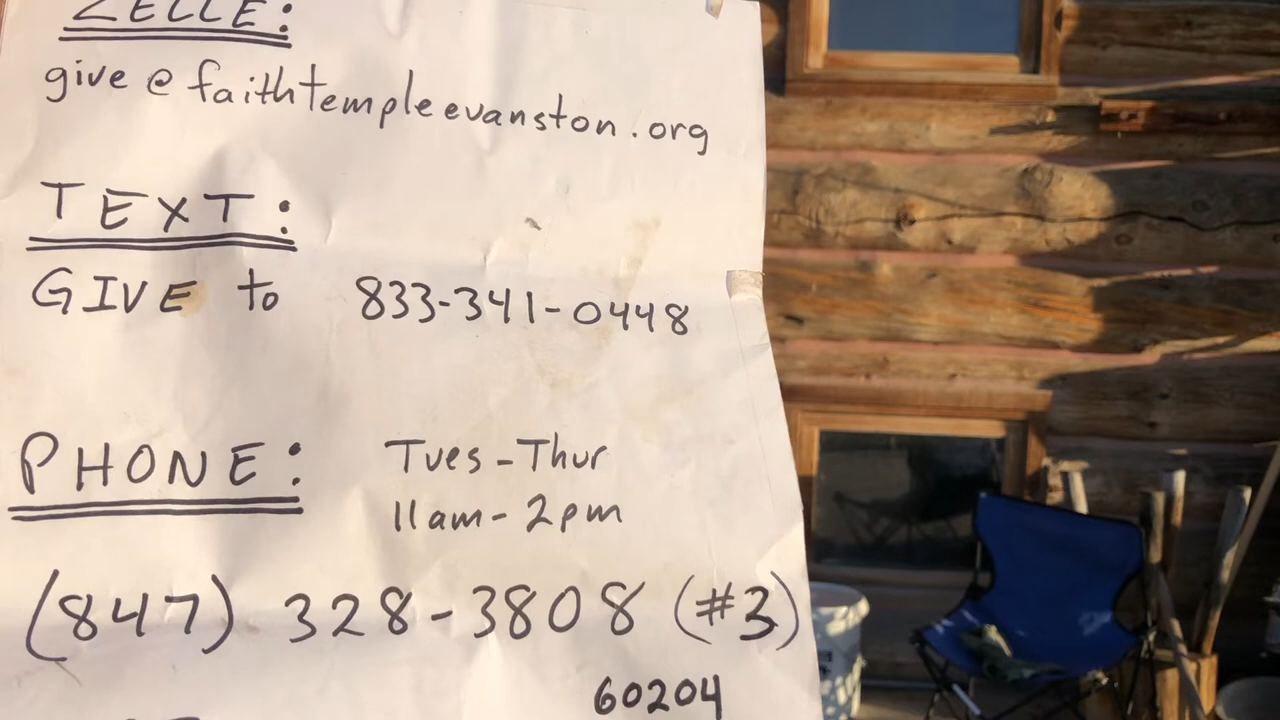 ZELLE:
give@faithtempleevanston.org
TEXT:
GIVE to 833-341-0448
PHONE: Tues-Thur
11am-2pm
(847) 328-3808 (#3)
60204